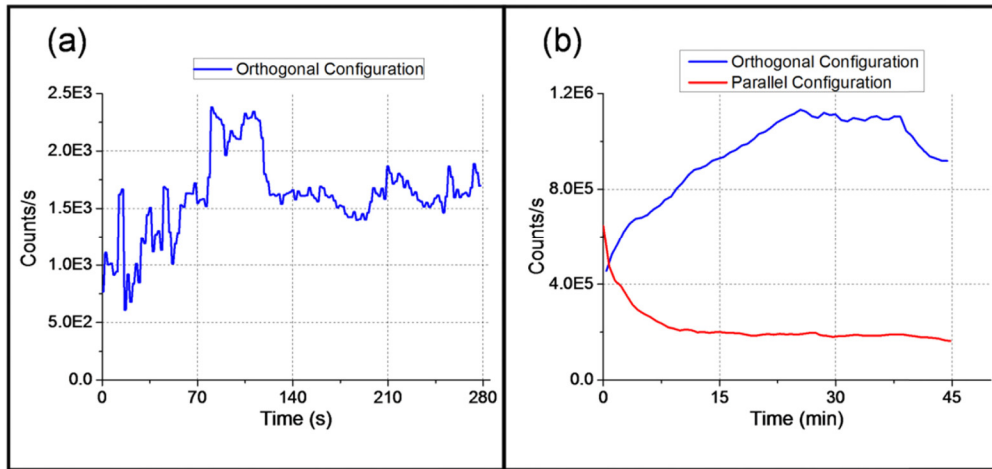 (a)
Orthogonal Configuration
2.5E3
2.0E3
1.5E3
1.0E3
5.0E2
0.0
Counts/s
0 70 140 210 280
Time (s)
(b)
Orthogonal Configuration
Parallel Configuration
1.2E6
8.0E5
4.0E5
0.0
Counts/s
0 15 30 45
Time (min)